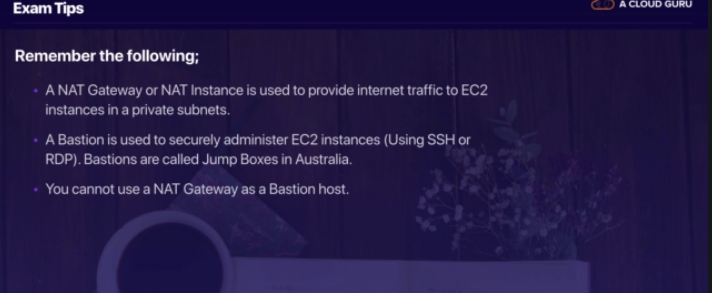 Exam Tips
A CLOUD GURU
Remember the following;
• A NAT Gateway or NAT Instance is used to provide internet traffic to EC2
instances in a private subnets.
• A Bastion is used to securely administer EC2 instances (Using SSH or
RDP). Bastions are called Jump Boxes in Australia.
• You cannot use a NAT Gateway as a Bastion host.